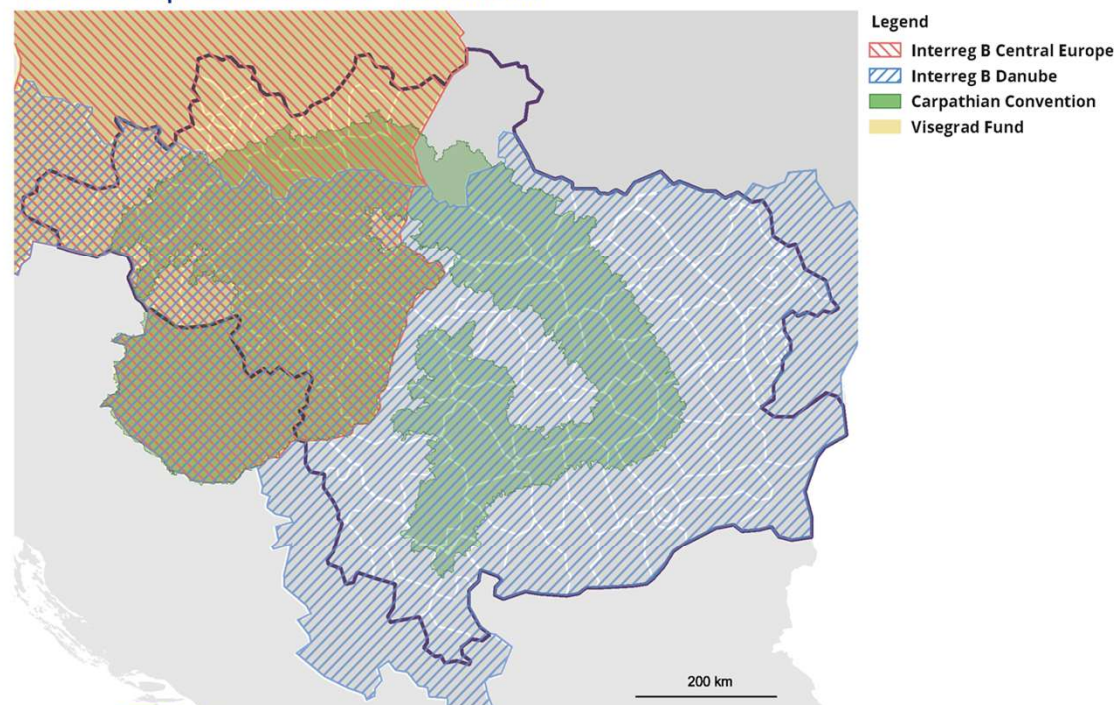 Legend
Interreg B Central Europe
Interreg B Danube
Carpathian Convention
Visegrad Fund
200 km